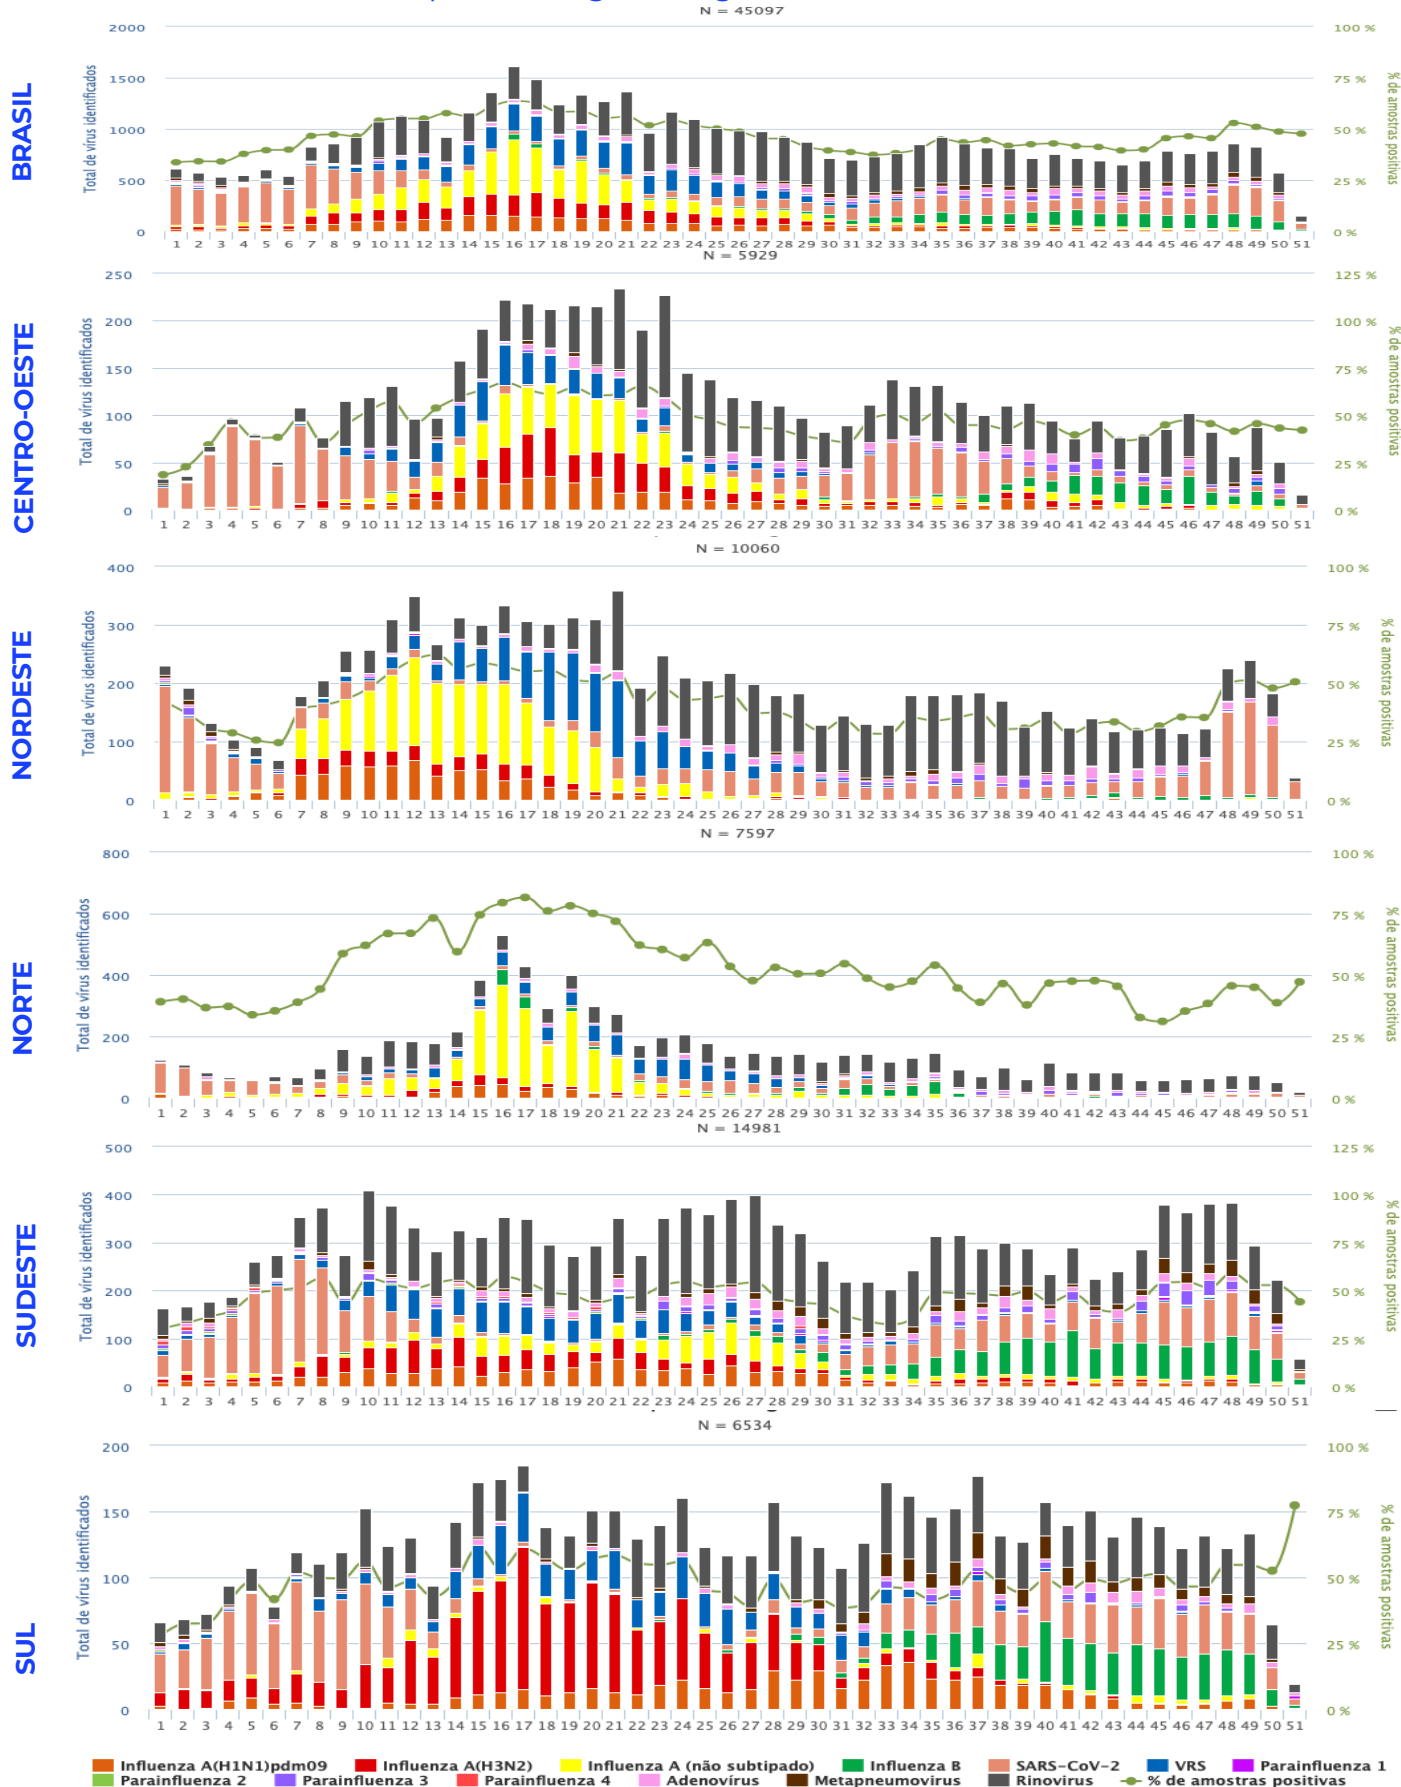 N = 45097
BRASIL
Total de vírus identificados
% de amostras positivas
2000
1500
1000
500
0
100 %
75 %
50 %
25 %
0 %
1 2 3 4 5 6 7 8 9 10 11 12 13 14 15 16 17 18 19 20 21 22 23 24 25 26 27 28 29 30 31 32 33 34 35 36 37 38 39 40 41 42 43 44 45 46 47 48 49 50 51
N = 5929
CENTRO-OESTE
Total de vírus identificados
% de amostras positivas
250
200
150
100
50
0
125 %
100 %
75 %
50 %
25 %
0 %
1 2 3 4 5 6 7 8 9 10 11 12 13 14 15 16 17 18 19 20 21 22 23 24 25 26 27 28 29 30 31 32 33 34 35 36 37 38 39 40 41 42 43 44 45 46 47 48 49 50 51
N = 10060
NORDESTE
Total de vírus identificados
% de amostras positivas
400
300
200
100
0
100 %
75 %
50 %
25 %
0 %
1 2 3 4 5 6 7 8 9 10 11 12 13 14 15 16 17 18 19 20 21 22 23 24 25 26 27 28 29 30 31 32 33 34 35 36 37 38 39 40 41 42 43 44 45 46 47 48 49 50 51
N = 7597
NORTE
Total de vírus identificados
% de amostras positivas
800
600
400
200
0
100 %
75 %
50 %
25 %
0 %
1 2 3 4 5 6 7 8 9 10 11 12 13 14 15 16 17 18 19 20 21 22 23 24 25 26 27 28 29 30 31 32 33 34 35 36 37 38 39 40 41 42 43 44 45 46 47 48 49 50 51
N = 14981
SUDESTE
Total de vírus identificados
% de amostras positivas
500
400
300
200
100
0
125 %
100 %
75 %
50 %
25 %
0 %
1 2 3 4 5 6 7 8 9 10 11 12 13 14 15 16 17 18 19 20 21 22 23 24 25 26 27 28 29 30 31 32 33 34 35 36 37 38 39 40 41 42 43 44 45 46 47 48 49 50 51
N = 6534
SUL
Total de vírus identificados
% de amostras positivas
200
150
100
50
0
100 %
75 %
50 %
25 %
0 %
1 2 3 4 5 6 7 8 9 10 11 12 13 14 15 16 17 18 19 20 21 22 23 24 25 26 27 28 29 30 31 32 33 34 35 36 37 38 39 40 41 42 43 44 45 46 47 48 49 50 51
Influenza A(H1N1)pdm09 Influenza A(H3N2) Influenza A (não subtipado) Influenza B SARS-CoV-2 VRS Parainfluenza 1
Parainfluenza 2 Parainfluenza 3 Parainfluenza 4 Adenovírus Metapneumovirus Rinovirus % de amostras positivas